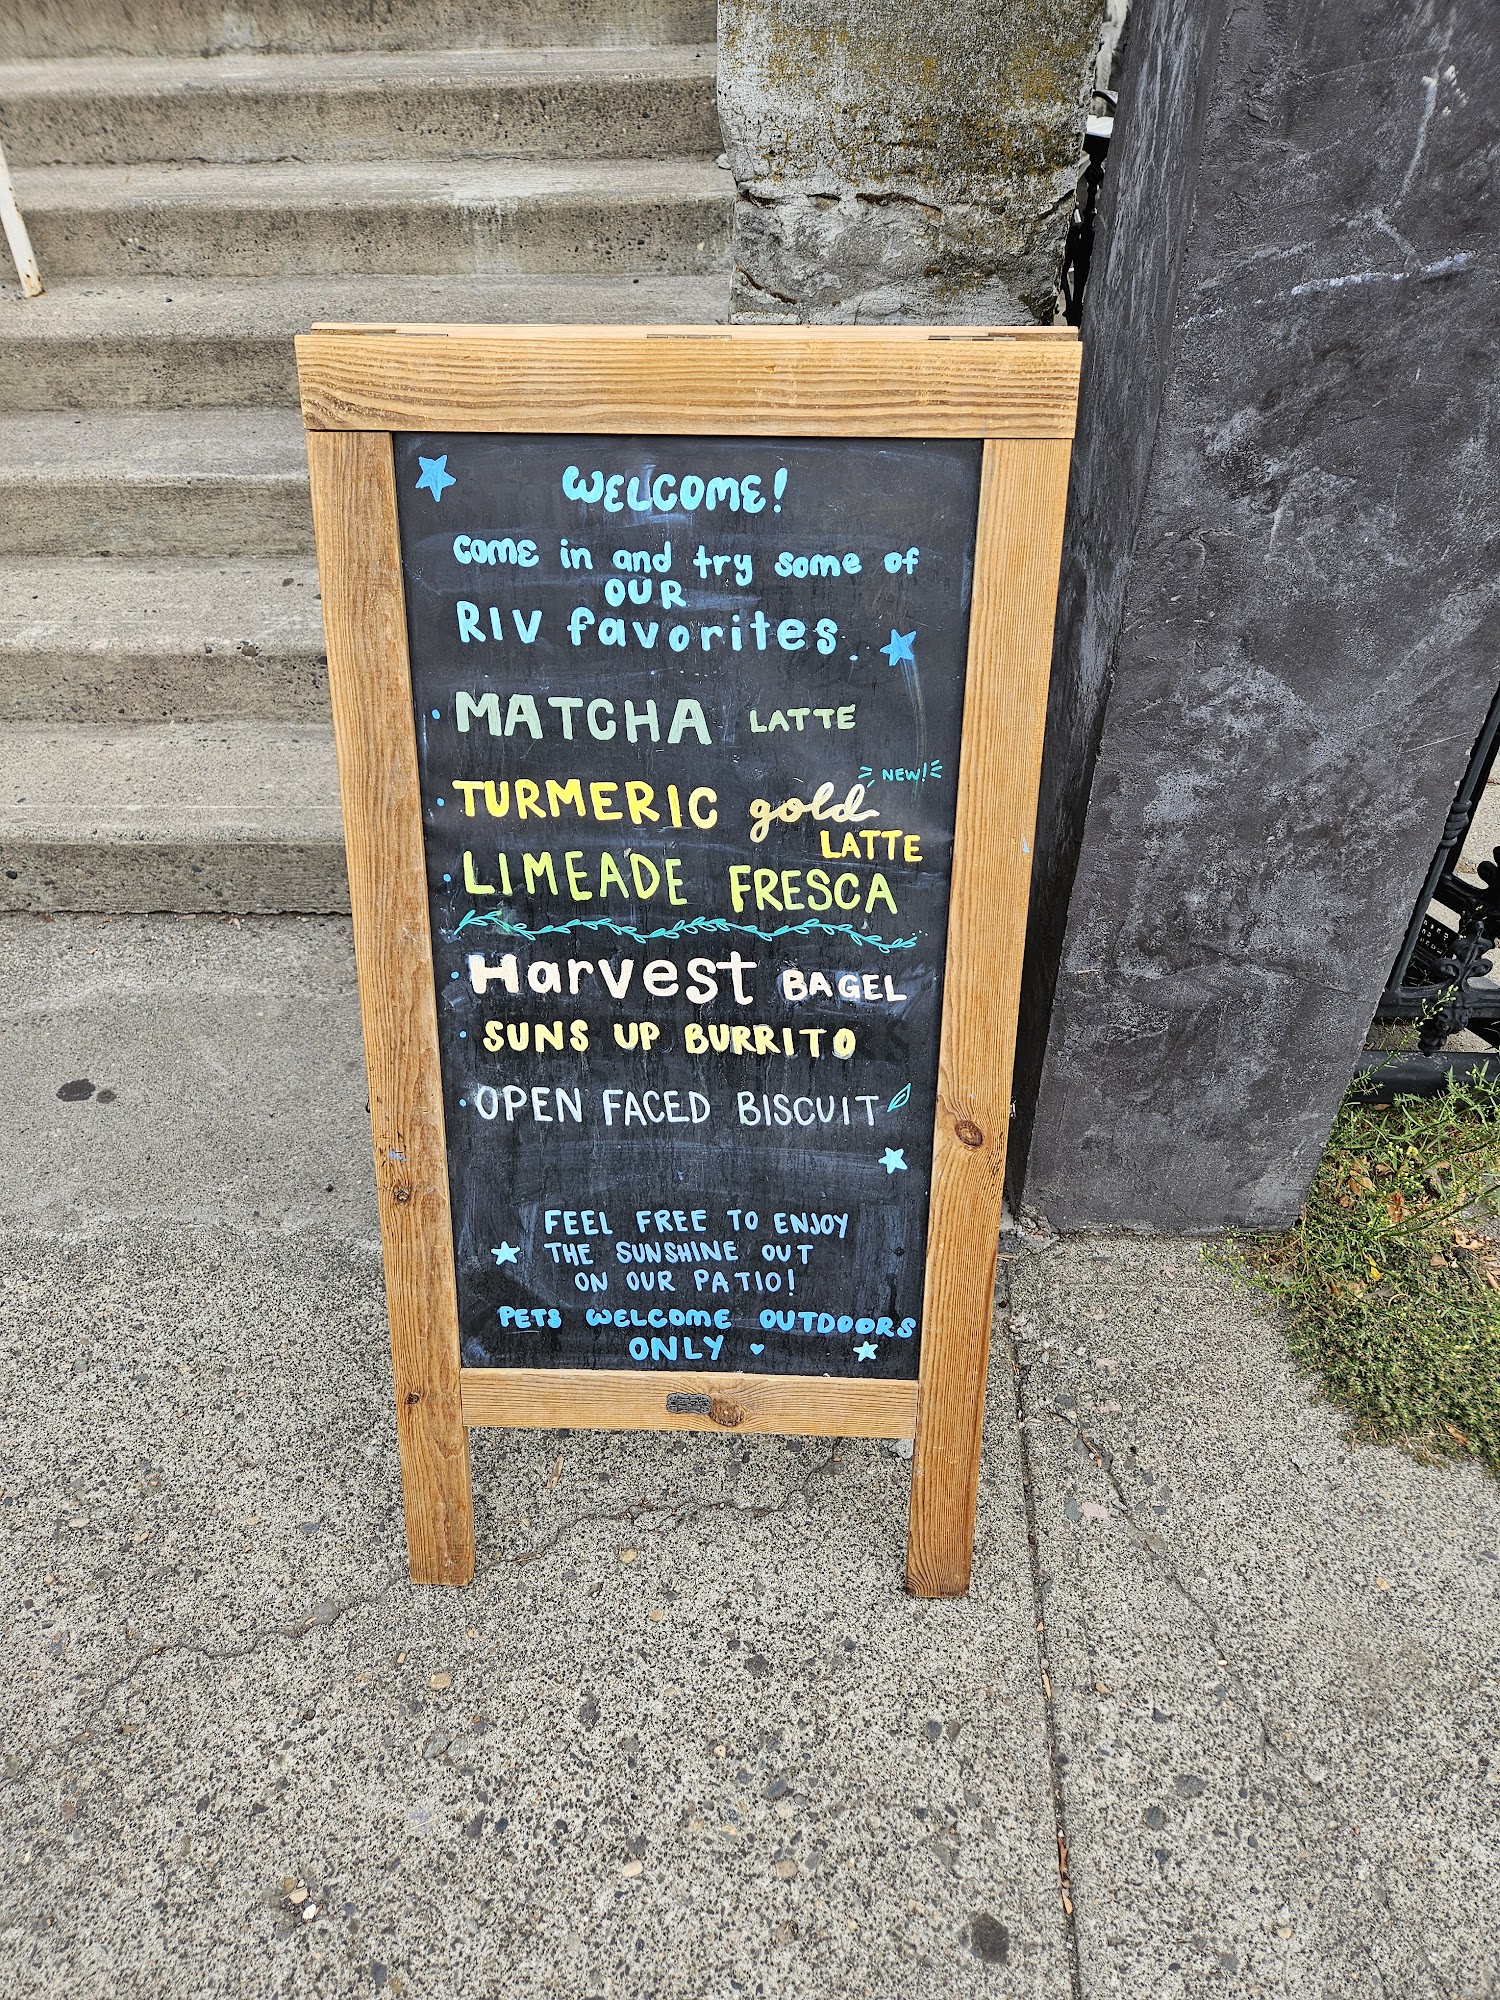 WELCOME!
come in and try some of
OUR
RIV favorites.
MATCHA LATTE
NEW!
TURMERIC gold
LATTE
LIMEADE FRESCA
Harvest BAGEL
SUNS UP BURRITO
OPEN FACED BISCUIT
FEEL FREE TO ENJOY
THE SUNSHINE OUT
ON OUR PATIO!
PETS WELCOME OUTDOORS
ONLY